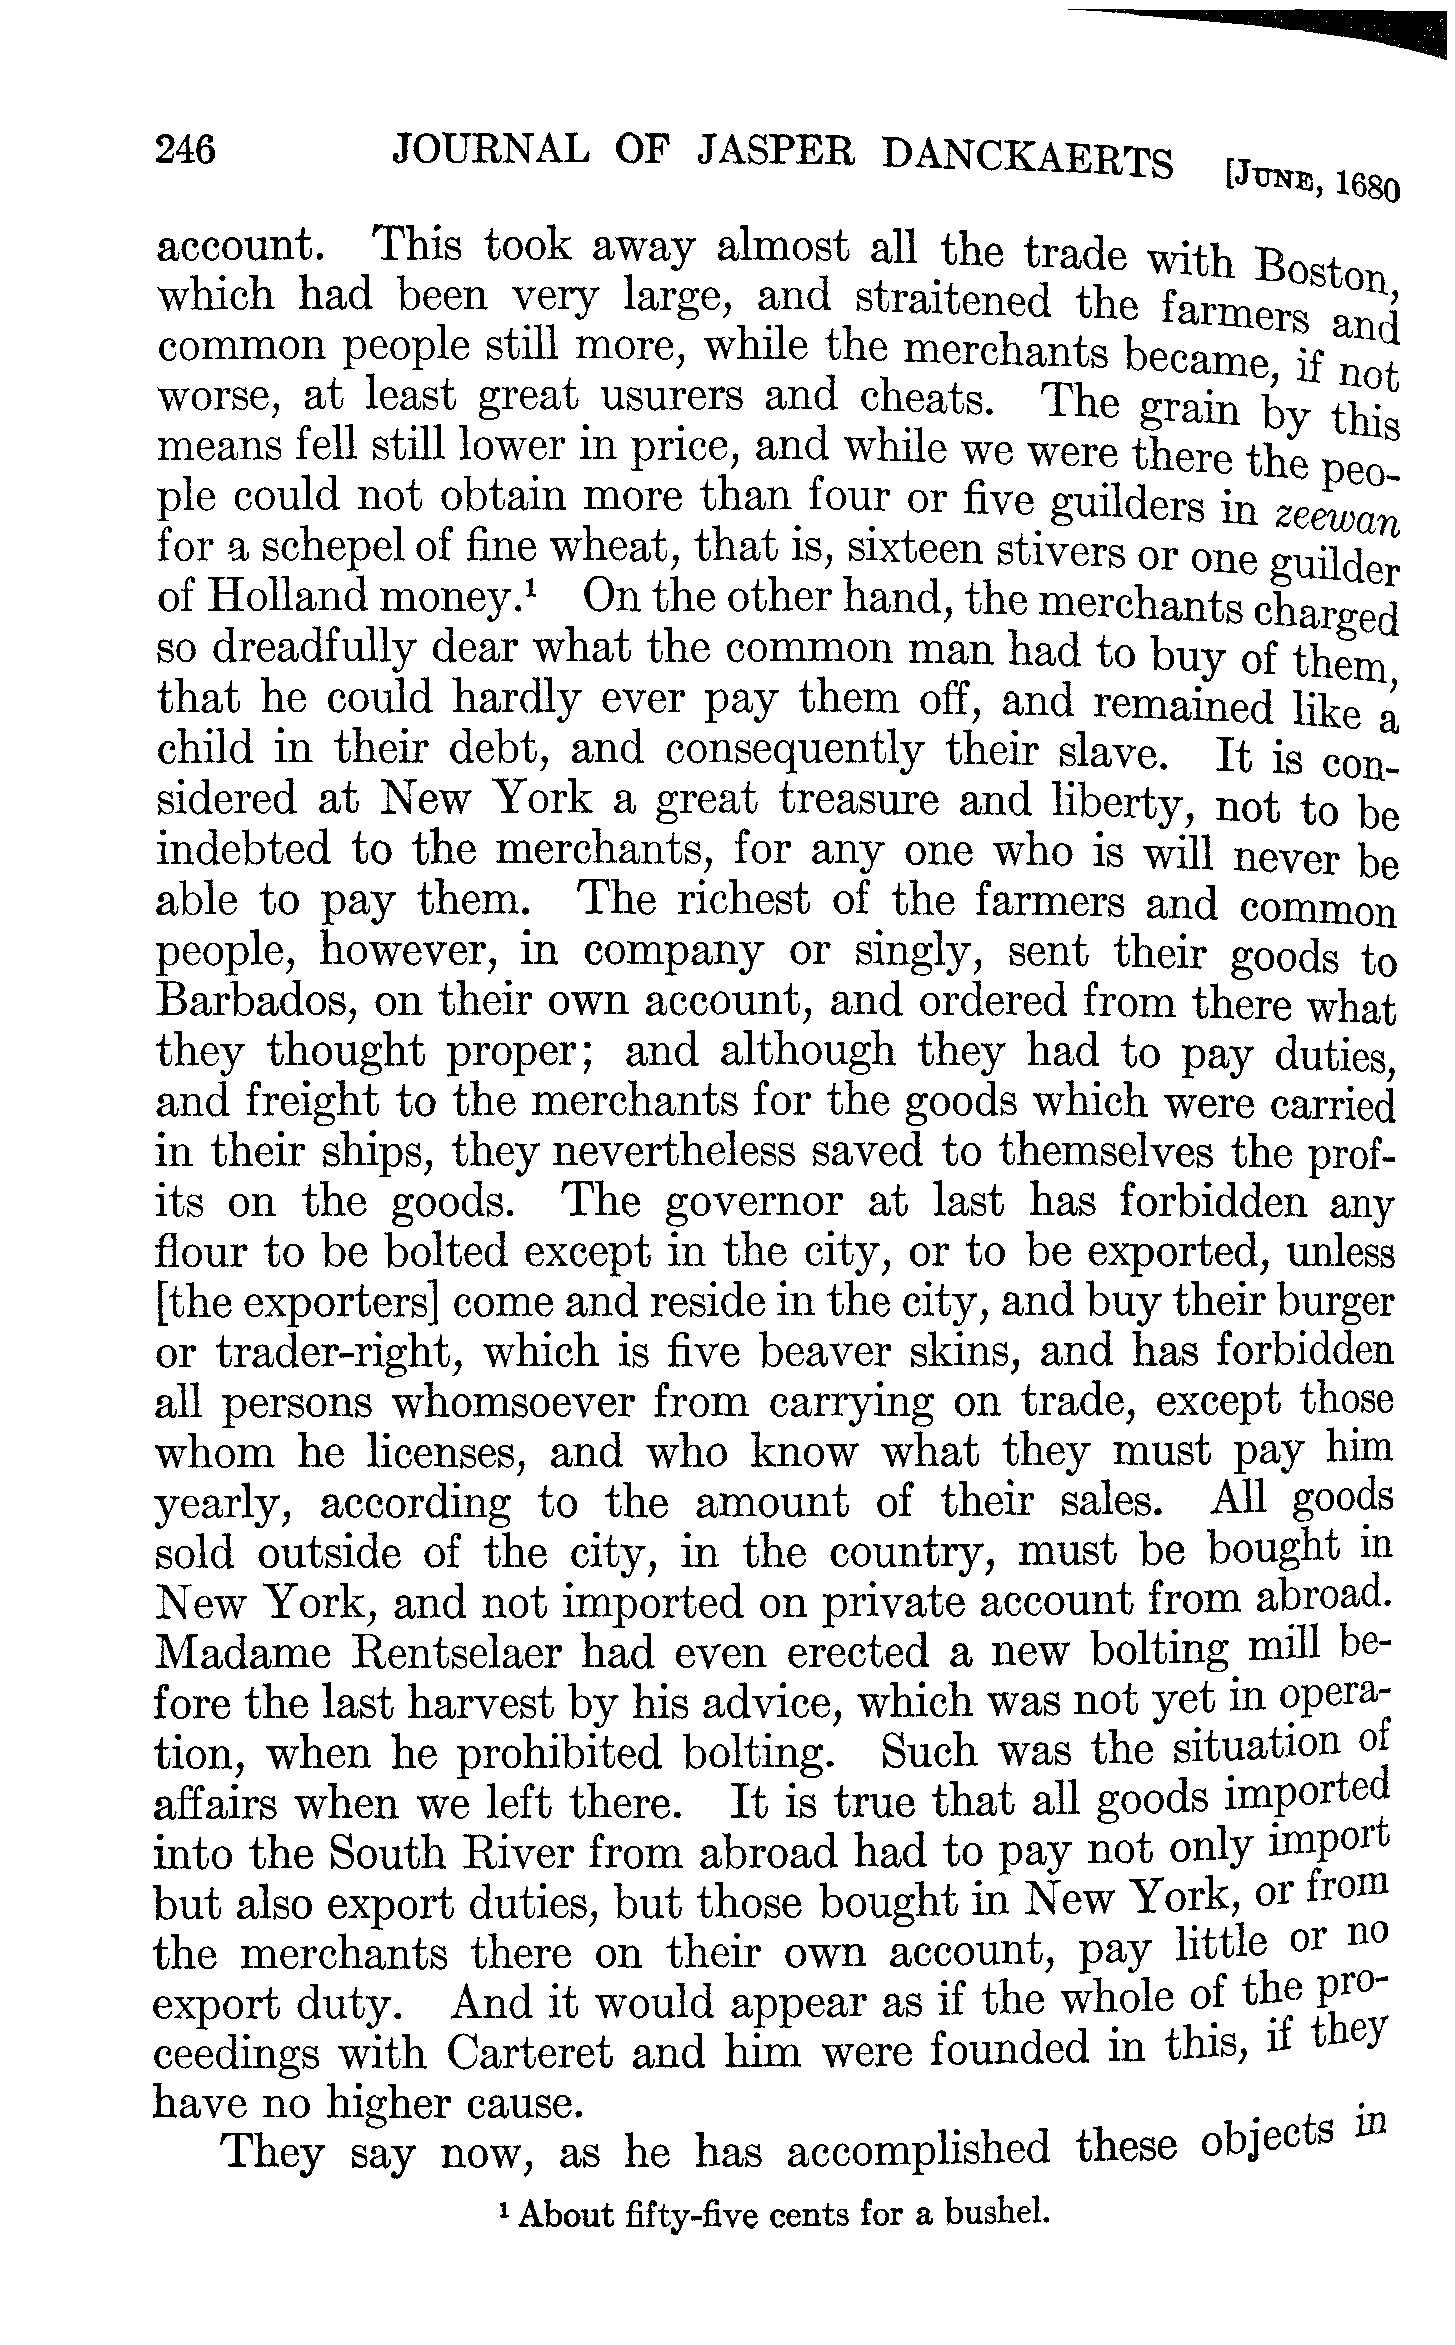 246 JOURNAL OF JASPER DANCKAERTS [JUNE, 1680
account. This took away almost all the trade with Boston,
which had been very large, and straitened the farmers and
common people still more, while the merchants became, if not
worse, at least great usurers and cheats. The grain by this
means fell still lower in price, and while we were there the peo-
ple could not obtain more than four or five guilders in zeewan
for a schepel of fine wheat, that is, sixteen stivers or one guilder
of Holland money.¹ On the other hand, the merchants charged
so dreadfully dear what the common man had to buy of them,
that he could hardly ever pay them off, and remained like a
child in their debt, and consequently their slave. It is con-
sidered at New York a great treasure and liberty, not to be
indebted to the merchants, for any one who is will never be
able to pay them. The richest of the farmers and common
people, however, in company or singly, sent their goods to
Barbados, on their own account, and ordered from there what
they thought proper; and although they had to pay duties,
and freight to the merchants for the goods which were carried
in their ships, they nevertheless saved to themselves the prof-
its on the goods. The governor at last has forbidden any
flour to be bolted except in the city, or to be exported, unless
[the exporters] come and reside in the city, and buy their burger
or trader-right, which is five beaver skins, and has forbidden
all persons whomsoever from carrying on trade, except those
whom he licenses, and who know what they must pay him
yearly, according to the amount of their sales. All goods
sold outside of the city, in the country, must be bought in
New York, and not imported on private account from abroad.
Madame Rentselaer had even erected a new bolting mill be-
fore the last harvest by his advice, which was not yet in opera-
tion, when he prohibited bolting. Such was the situation of
affairs when we left there. It is true that all goods imported
into the South River from abroad had to pay not only import
but also export duties, but those bought in New York, or from
the merchants there on their own account, pay little or no
export duty. And it would appear as if the whole of the pro-
ceedings with Carteret and him were founded in this, if they
have no higher cause.
They say now, as he has accomplished these objects in
¹ About fifty-five cents for a bushel.